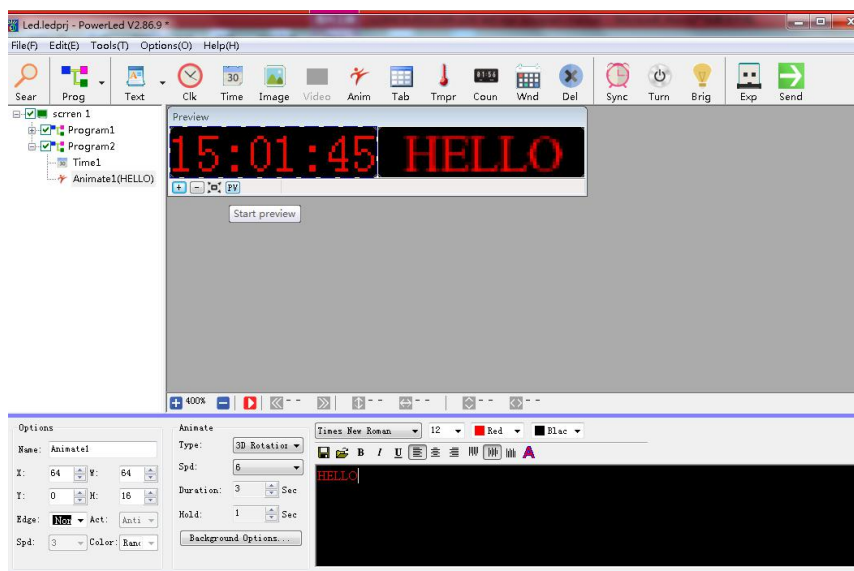 Led.ledprj - PowerLed V2.86.9 *
File(F) Edit(E) Tools(T) Options(O) Help(H)
Sear Prog Text Clk Time Image Video Anim Tab Tmpr Coun Wnd Del Sync Turn Brig Exp Send
scrren 1
Program1
Program2
Time1
Animate1(HELLO)
Preview
15:01:45 HELLO
PV
Start preview
400%
Options
Name: Animate1
X: 64 W: 64
Y: 0 H: 16
Edge: Non Act: Anti
Spd: 3 Color: Ranc
Animate
Type: 3D Rotation
Spd: 6
Duration: 3 Sec
Hold: 1 Sec
Background Options...
Times New Roman 12 Red Blac
B I U A
HELLO